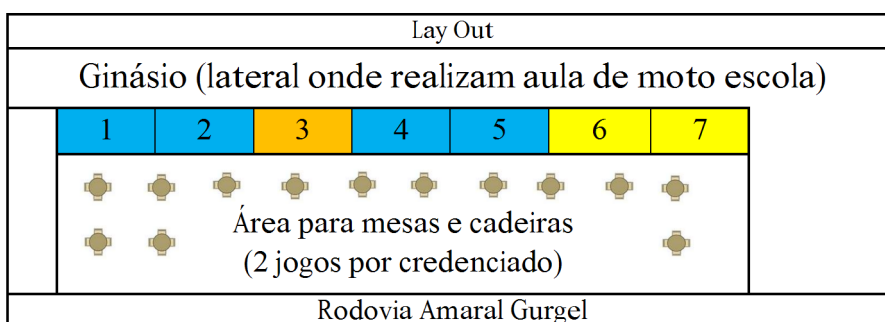 Lay Out
Ginásio (lateral onde realizam aula de moto escola)
1 2 3 4 5 6 7
Área para mesas e cadeiras
(2 jogos por credenciado)
Rodovia Amaral Gurgel